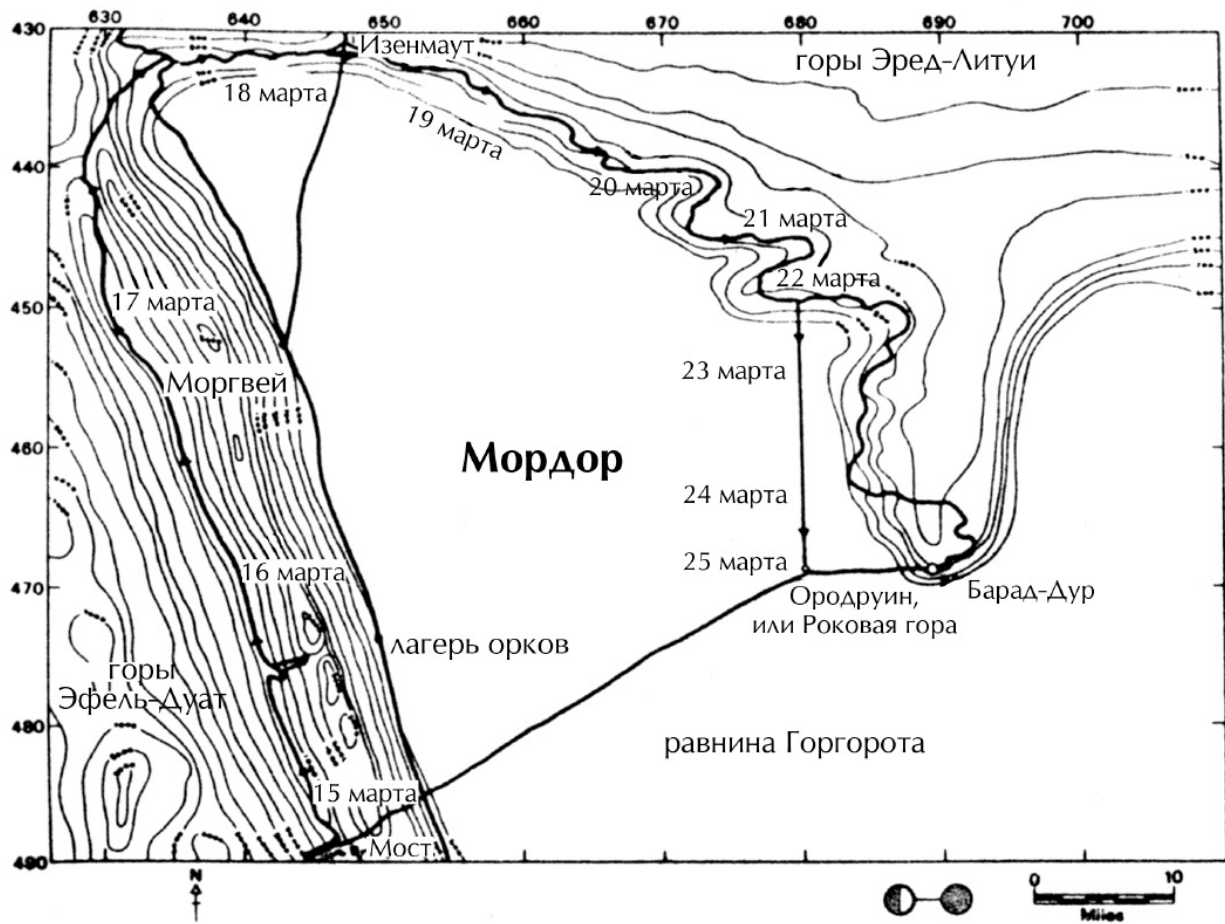 630 640 650 660 670 680 690 700
430
Изенмаут
горы Эред-Литуи
18 марта
19 марта
440
20 марта
21 марта
22 марта
17 марта
450
23 марта
Моргвей
460
Мордор
24 марта
25 марта
16 марта
470
Ородруин,
или Роковая гора
Барад-Дур
лагерь орков
горы
Эфель-Дуат
480
равнина Горгорота
15 марта
Мост
490
N
0 10
Miles